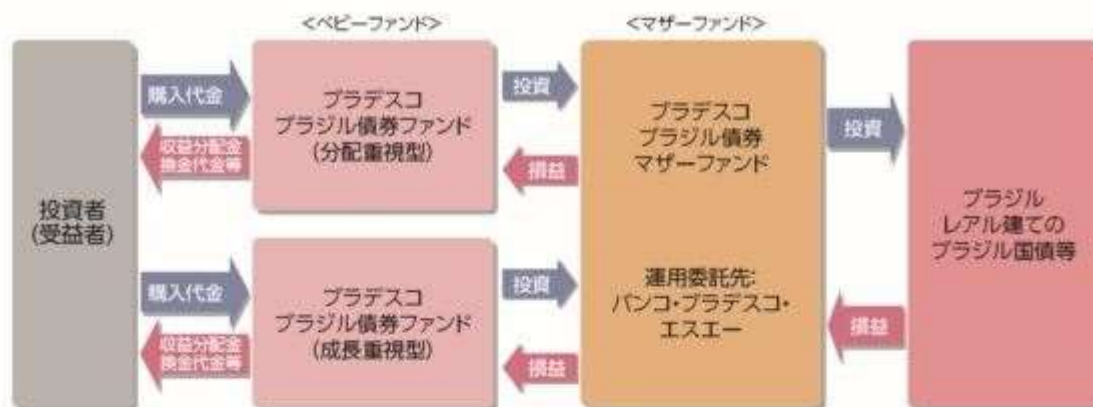 <ベビーファンド>
<マザーファンド>
投資者
(受益者)
購入代金
収益分配金
換金代金等
ブラデスコ
ブラジル債券ファンド
(分配重視型)
投資
損益
購入代金
収益分配金
換金代金等
ブラデスコ
ブラジル債券ファンド
(成長重視型)
投資
損益
ブラデスコ
ブラジル債券
マザーファンド
運用委託先:
バンコ・ブラデスコ・
エスエー
投資
損益
ブラジル
レアル建ての
ブラジル国債等